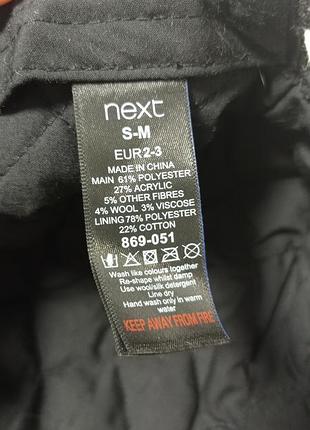 next
S-M
EUR2-3
MADE IN CHINA
MAIN 61% POLYESTER
27% ACRYLIC
5% OTHER FIBRES
4% WOOL 3% VISCOSE
LINING78% POLYESTER
22% COTTON
869-051
Wash like colours together
Re-shape whilst damp
Use wool/silk detergent
Line dry
Hand wash only in warm
water
KEEP AWAY FROM FIRE